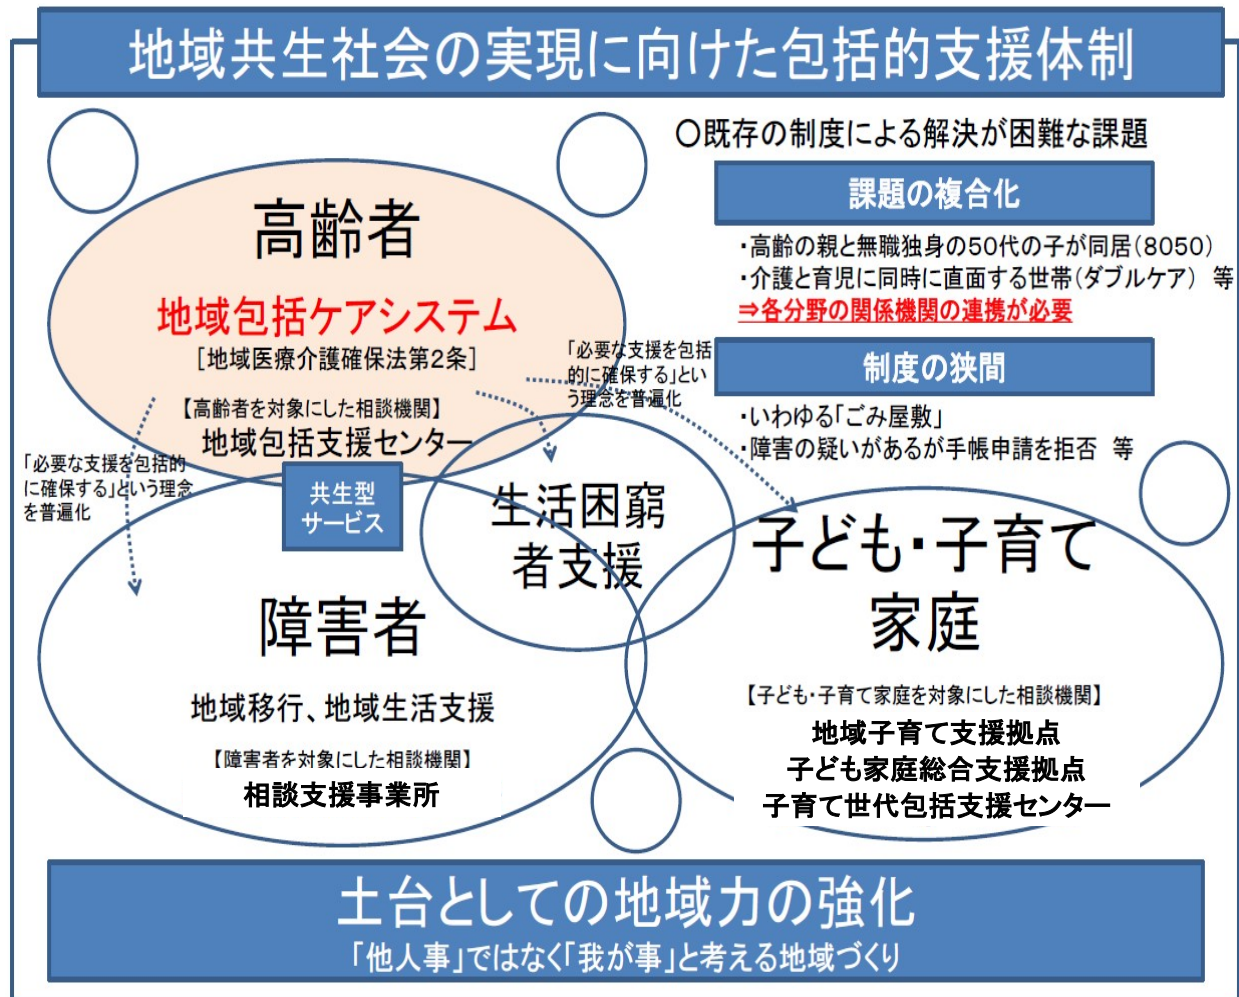 地域共生社会の実現に向けた包括的支援体制
〇既存の制度による解決が困難な課題
課題の複合化
・高齢の親と無職独身の50代の子が同居(8050)
・介護と育児に同時に直面する世帯(ダブルケア) 等
⇒各分野の関係機関の連携が必要
制度の狭間
・いわゆる「ごみ屋敷」
・障害の疑いがあるが手帳申請を拒否 等
高齢者
地域包括ケアシステム
[地域医療介護確保法第2条]
【高齢者を対象にした相談機関】
地域包括支援センター
「必要な支援を包括
的に確保する」とい
う理念を普遍化
「必要な支援を包括的
に確保する」という理念
を普遍化
共生型
サービス
生活困窮
者支援
障害者
地域移行、地域生活支援
【障害者を対象にした相談機関】
相談支援事業所
子ども・子育て
家庭
【子ども・子育て家庭を対象にした相談機関】
地域子育て支援拠点
子ども家庭総合支援拠点
子育て世代包括支援センター
土台としての地域力の強化
「他人事」ではなく「我が事」と考える地域づくり